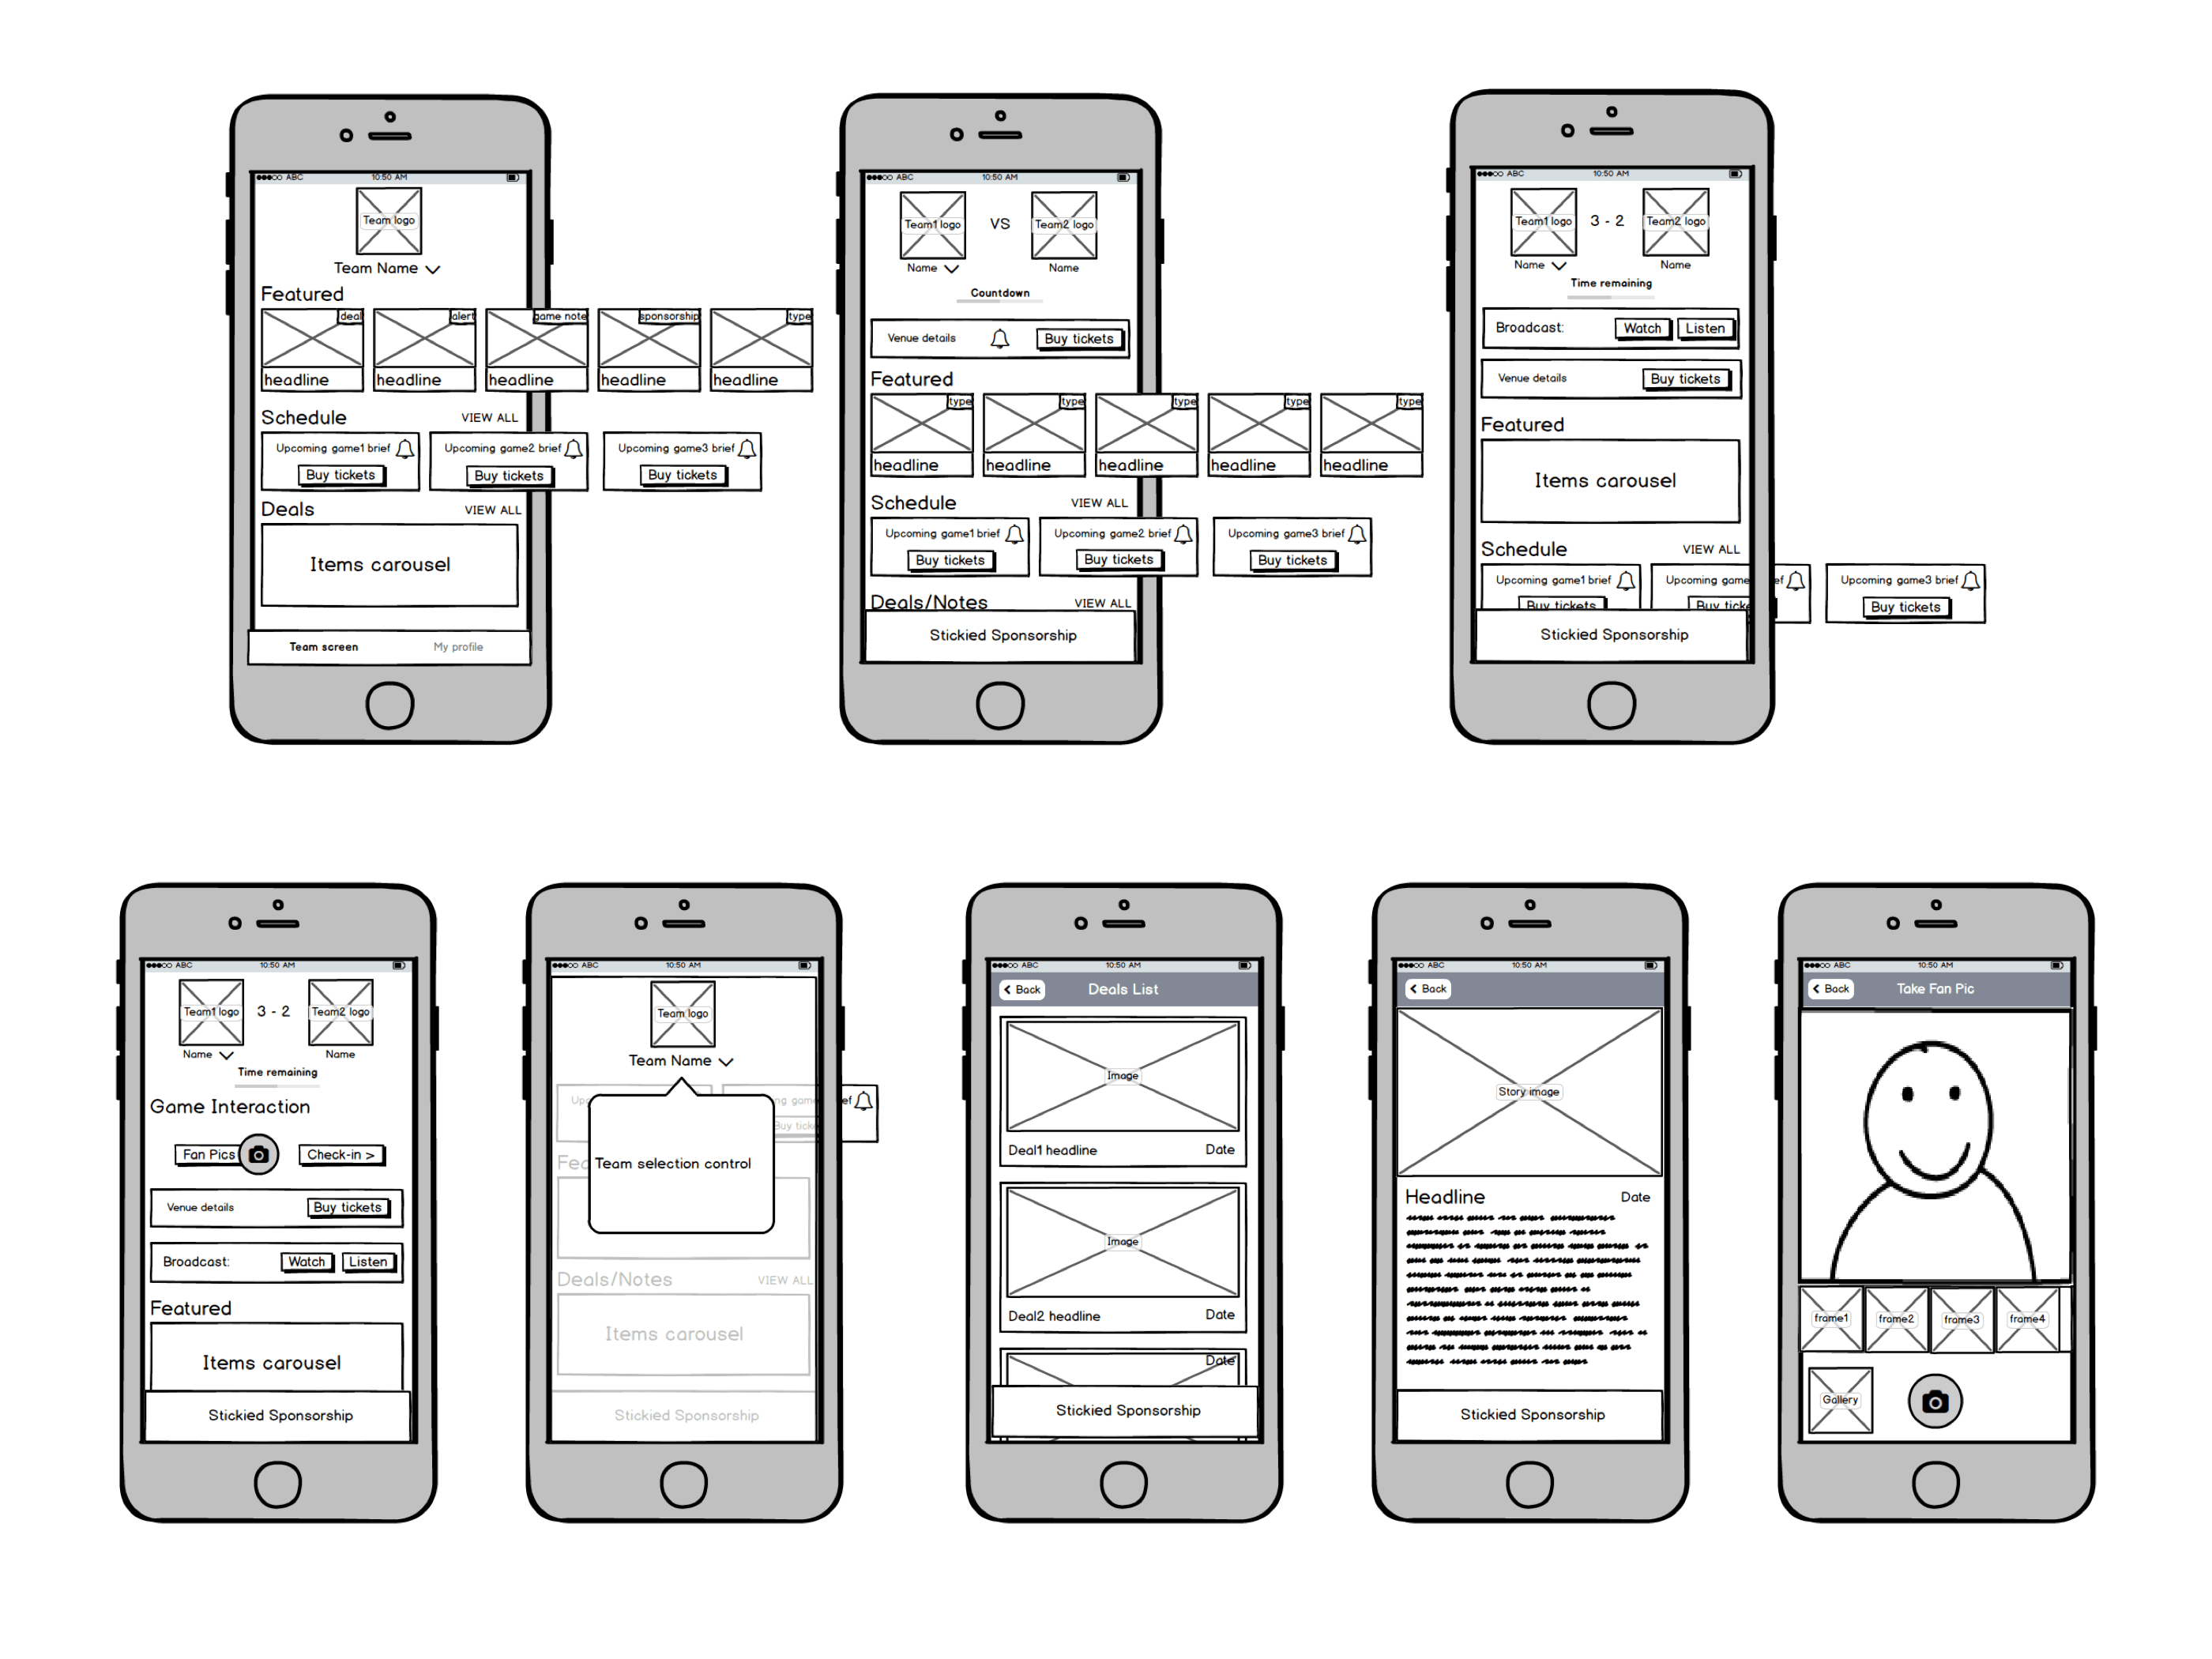 ABC 10:50 AM
Team logo
Team Name
Featured
deal alert game note sponsorship type
headline headline headline headline headline
Schedule VIEW ALL
Upcoming game1 brief Upcoming game2 brief Upcoming game3 brief
Buy tickets Buy tickets Buy tickets
Deals VIEW ALL
Items carousel
Team screen My profile
ABC 10:50 AM
Team1 logo VS Team2 logo
Name Name
Countdown
Venue details Buy tickets
Featured
type type type type type
headline headline headline headline headline
Schedule VIEW ALL
Upcoming game1 brief Upcoming game2 brief Upcoming game3 brief
Buy tickets Buy tickets Buy tickets
Deals/Notes VIEW ALL
Stickied Sponsorship
ABC 10:50 AM
Team1 logo 3 - 2 Team2 logo
Name Name
Time remaining
Broadcast: Watch Listen
Venue details Buy tickets
Featured
Items carousel
Schedule VIEW ALL
Upcoming game1 brief Upcoming game ef Upcoming game3 brief
Buy tickets Buy ticke Buy tickets
Stickied Sponsorship
ABC 10:50 AM
Team1 logo 3 - 2 Team2 logo
Name Name
Time remaining
Game Interaction
Fan Pics Check-in >
Venue details Buy tickets
Broadcast: Watch Listen
Featured
Items carousel
Stickied Sponsorship
ABC 10:50 AM
Team logo
Team Name
Upc ng game ef
Buy ticke
Fea Team selection control
Deals/Notes VIEW ALL
Items carousel
Stickied Sponsorship
ABC 10:50 AM
Back Deals List
Image
Deal1 headline Date
Image
Deal2 headline Date
Date
Stickied Sponsorship
ABC 10:50 AM
Back
Story image
Headline Date
Stickied Sponsorship
ABC 10:50 AM
Back Take Fan Pic
frame1 frame2 frame3 frame4
Gallery